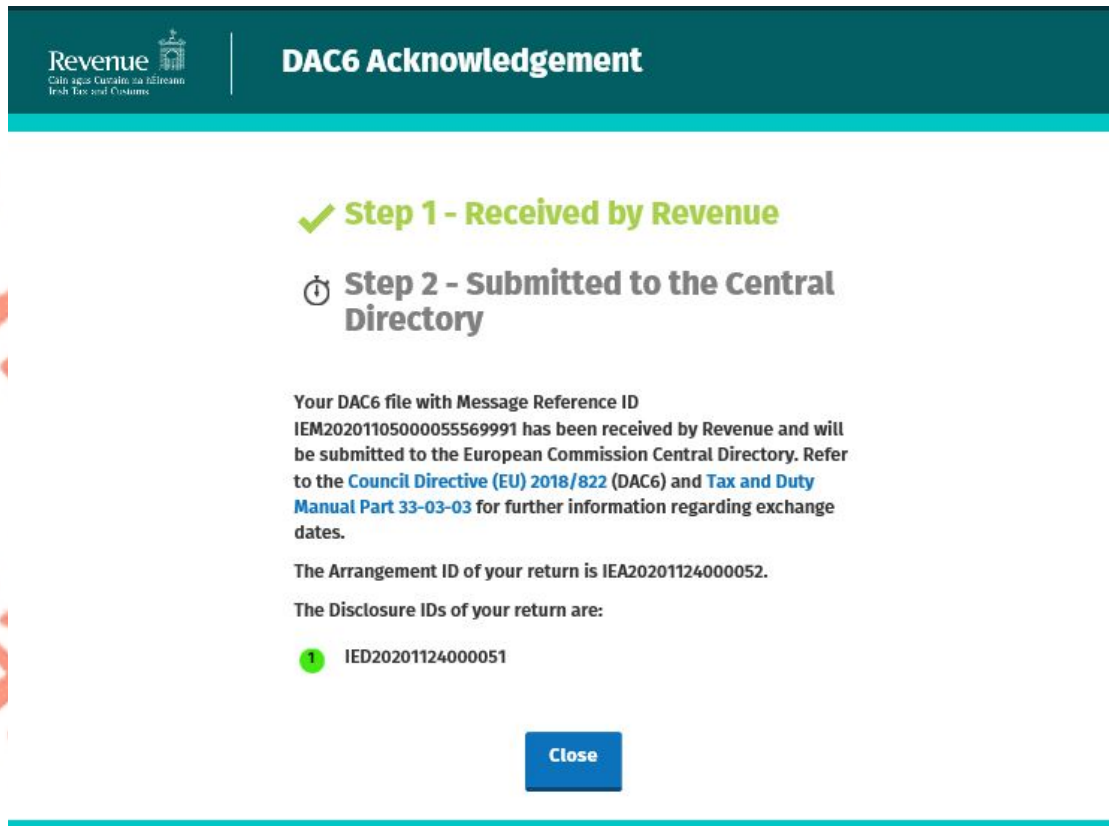 Revenue
Cáin agus Custaim na hÉireann
Irish Tax and Customs
DAC6 Acknowledgement
Step 1 - Received by Revenue
Step 2 - Submitted to the Central
Directory
Your DAC6 file with Message Reference ID
IEM20201105000055569991 has been received by Revenue and will
be submitted to the European Commission Central Directory. Refer
to the Council Directive (EU) 2018/822 (DAC6) and Tax and Duty
Manual Part 33-03-03 for further information regarding exchange
dates.
The Arrangement ID of your return is IEA20201124000052.
The Disclosure IDs of your return are:
1 IED20201124000051
Close